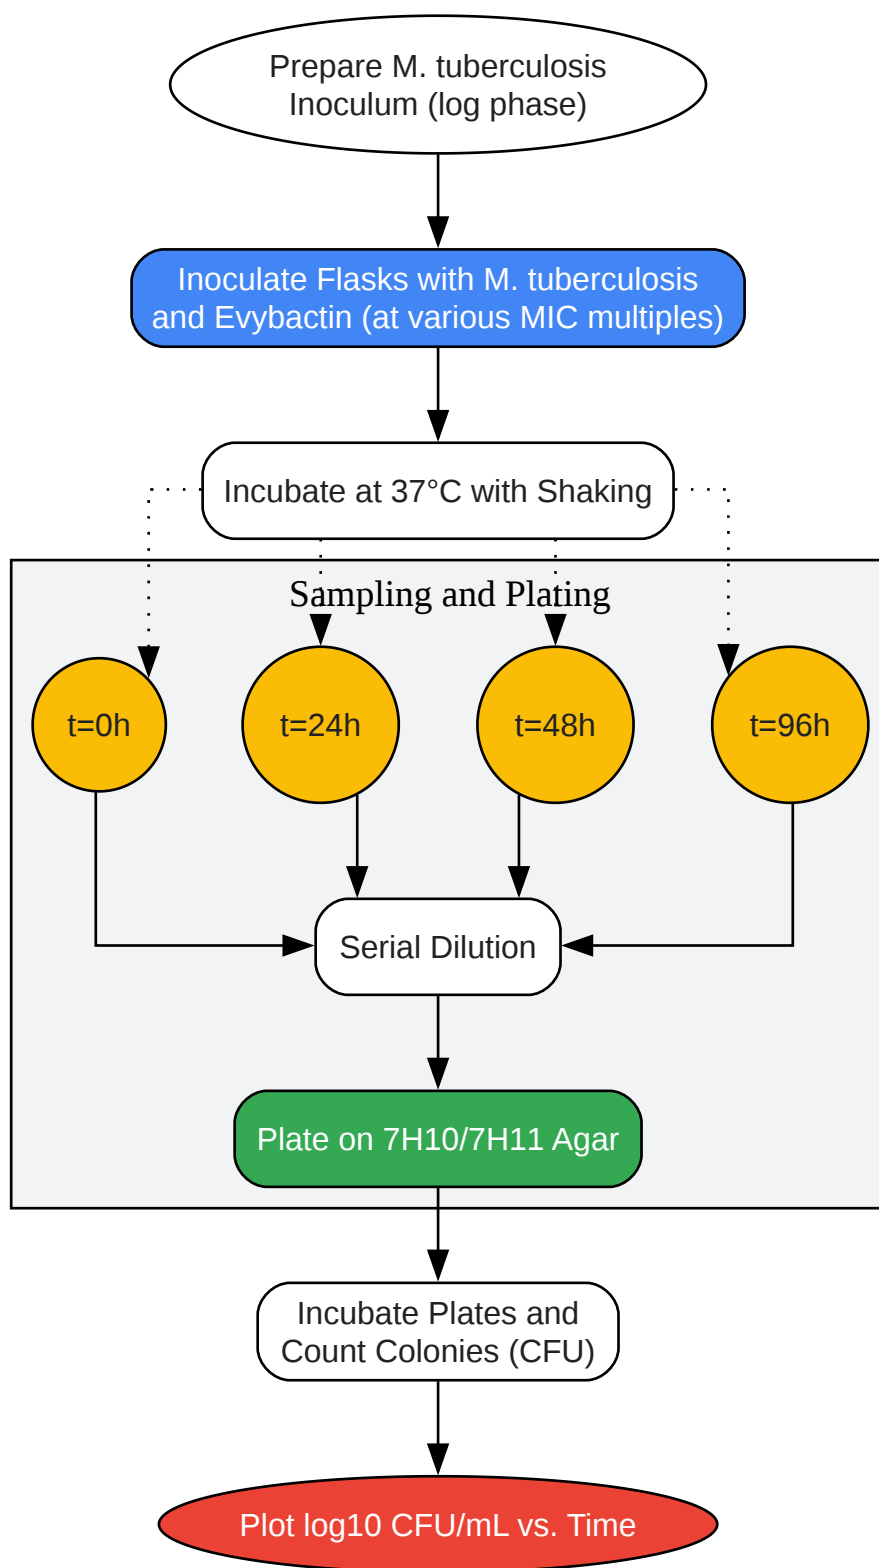 Prepare M. tuberculosis
Inoculum (log phase)
Inoculate Flasks with M. tuberculosis
and Evybactin (at various MIC multiples)
Incubate at 37°C with Shaking
Sampling and Plating
t=0h
t=24h
t=48h
t=96h
Serial Dilution
Plate on 7H10/7H11 Agar
Incubate Plates and
Count Colonies (CFU)
Plot log10 CFU/mL vs. Time